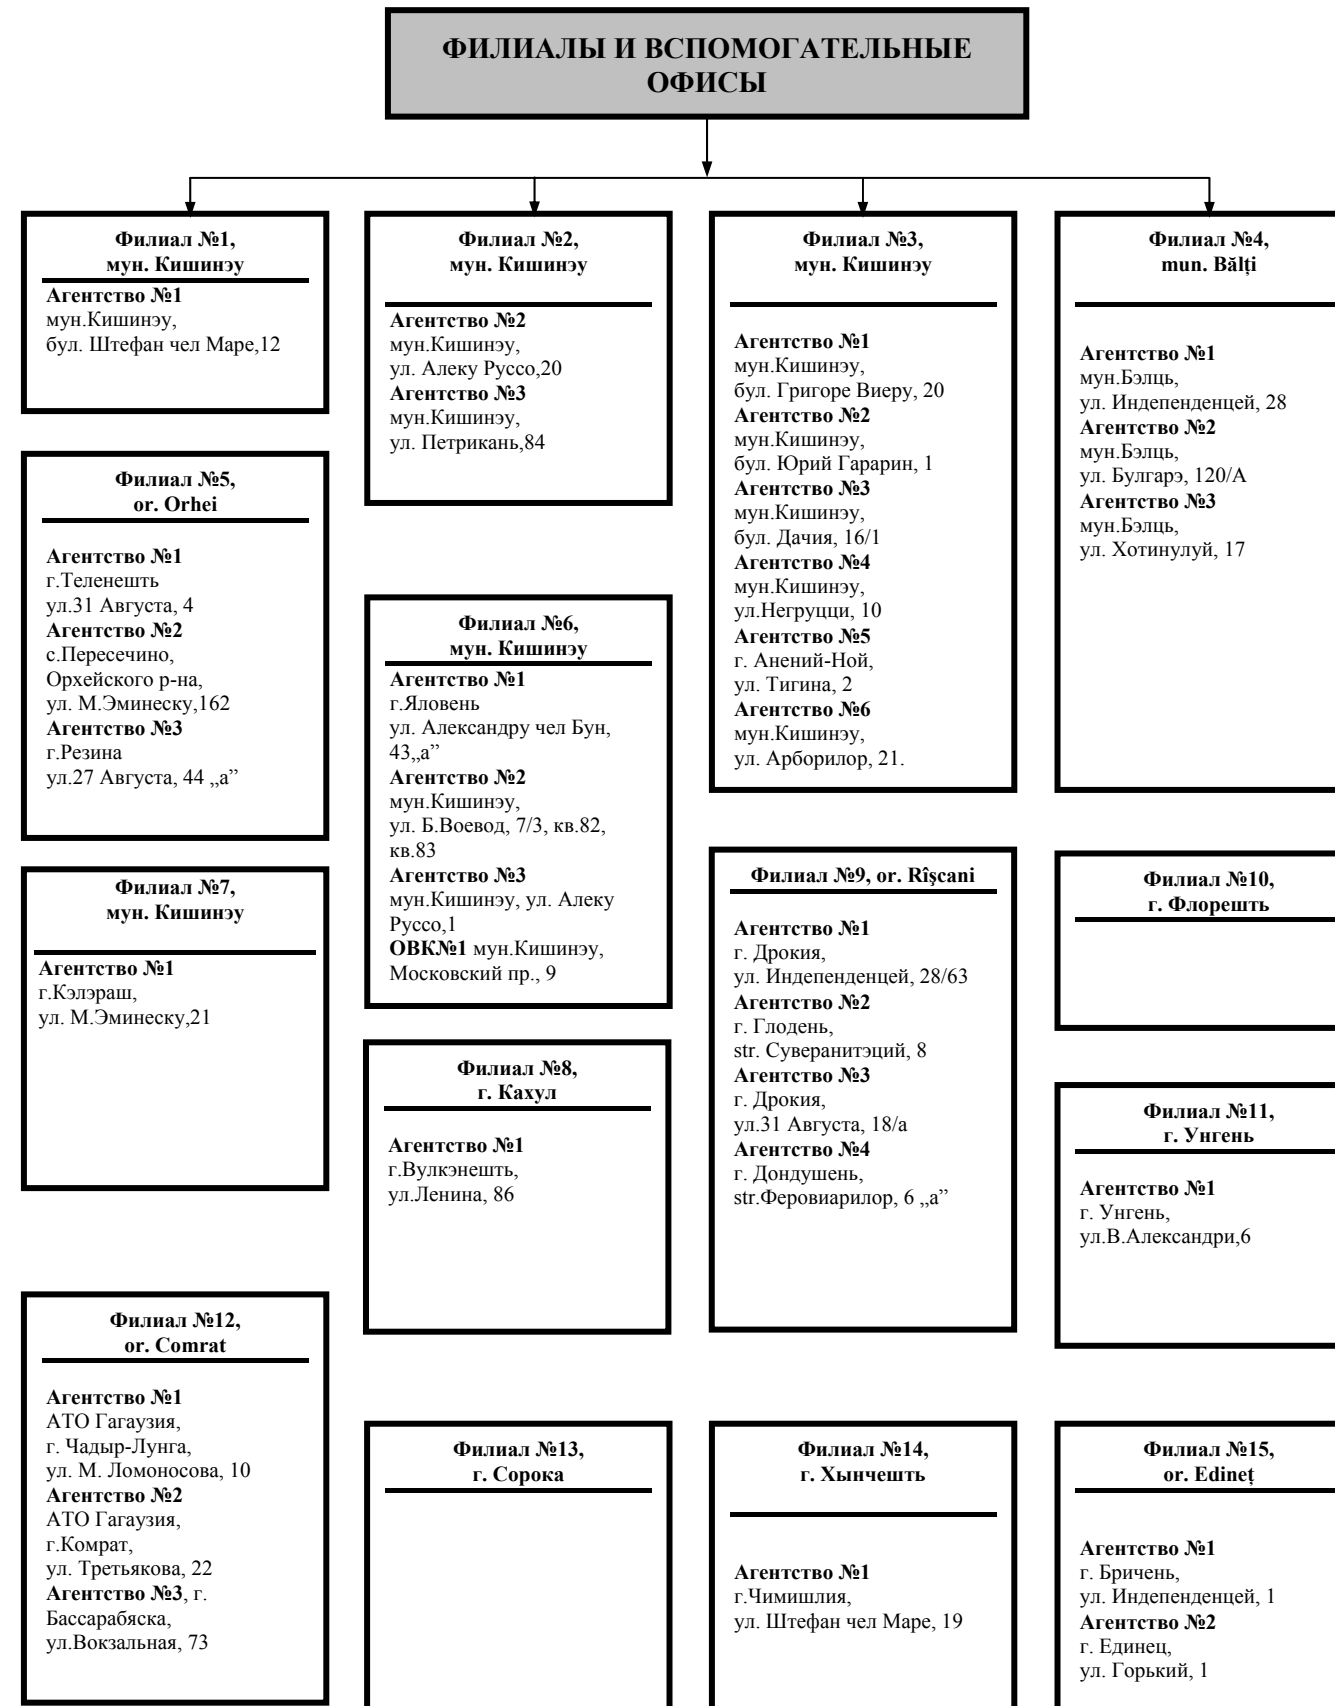 ФИЛИАЛЫ И ВСПОМОГАТЕЛЬНЫЕ
ОФИСЫ
Филиал №1,
мун. Кишинэу
Агентство №1
мун.Кишинэу,
бул. Штефан чел Маре,12
Филиал №2,
мун. Кишинэу
Агентство №2
мун.Кишинэу,
ул. Алеку Руссо,20
Агентство №3
мун.Кишинэу,
ул. Петрикань,84
Филиал №3,
мун. Кишинэу
Агентство №1
мун.Кишинэу,
бул. Григоре Виеру, 20
Агентство №2
мун.Кишинэу,
бул. Юрий Гарарин, 1
Агентство №3
мун.Кишинэу,
бул. Дачия, 16/1
Агентство №4
мун.Кишинэу,
ул.Негруцци, 10
Агентство №5
г. Анений-Ной,
ул. Тигина, 2
Агентство №6
мун.Кишинэу,
ул. Арборилор, 21.
Филиал №4,
mun. Bălţi
Агентство №1
мун.Бэлць,
ул. Индепенденцей, 28
Агентство №2
мун.Бэлць,
ул. Булгарэ, 120/А
Агентство №3
мун.Бэлць,
ул. Хотинулуй, 17
Филиал №5,
or. Orhei
Агентство №1
г.Теленешть
ул.31 Августа, 4
Агентство №2
с.Пересечино,
Орхейского р-на,
ул. М.Эминеску,162
Агентство №3
г.Резина
ул.27 Августа, 44 „а”
Филиал №6,
мун. Кишинэу
Агентство №1
г.Яловень
ул. Александру чел Бун,
43„а”
Агентство №2
мун.Кишинэу,
ул. Б.Воевод, 7/3, кв.82,
кв.83
Агентство №3
мун.Кишинэу, ул. Алеку
Руссо,1
ОВК№1 мун.Кишинэу,
Московский пр., 9
Филиал №7,
мун. Кишинэу
Агентство №1
г.Кэлэраш,
ул. М.Эминеску,21
Филиал №8,
г. Кахул
Агентство №1
г.Вулкэнешть,
ул.Ленина, 86
Филиал №9, or. Rîşcani
Агентство №1
г. Дрокия,
ул. Индепенденцей, 28/63
Агентство №2
г. Глодень,
str. Суверанитэций, 8
Агентство №3
г. Дрокия,
ул.31 Августа, 18/а
Агентство №4
г. Дондушень,
str.Феровиарилор, 6 „а”
Филиал №10,
г. Флорешть
Филиал №11,
г. Унгень
Агентство №1
г. Унгень,
ул.В.Александри,6
Филиал №12,
or. Comrat
Агентство №1
АТО Гагаузия,
г. Чадыр-Лунга,
ул. М. Ломоносова, 10
Агентство №2
АТО Гагаузия,
г.Комрат,
ул. Третьякова, 22
Агентство №3, г.
Бассарабяска,
ул.Вокзальная, 73
Филиал №13,
г. Сорока
Филиал №14,
г. Хынчешть
Агентство №1
г.Чимишлия,
ул. Штефан чел Маре, 19
Филиал №15,
or. Edineţ
Агентство №1
г. Бричень,
ул. Индепенденцей, 1
Агентство №2
г. Единец,
ул. Горький, 1